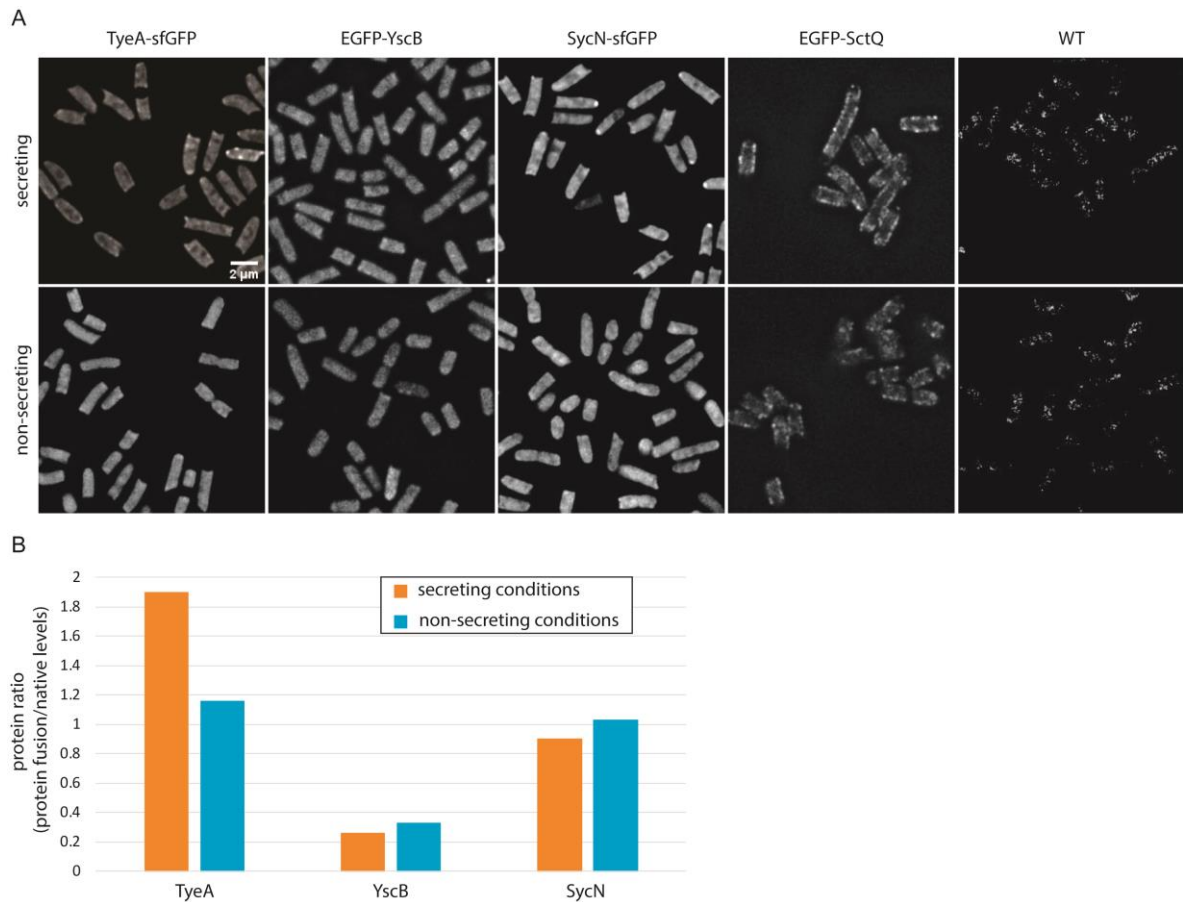 A
TyeA-sfGFP EGFP-YscB SycN-sfGFP EGFP-SctQ WT
secreting
2 µm
non-secreting
B
protein ratio
(protein fusion/native levels)
2
1.8
1.6
1.4
1.2
1
0.8
0.6
0.4
0.2
0
secreting conditions
non-secreting conditions
TyeA YscB SycN